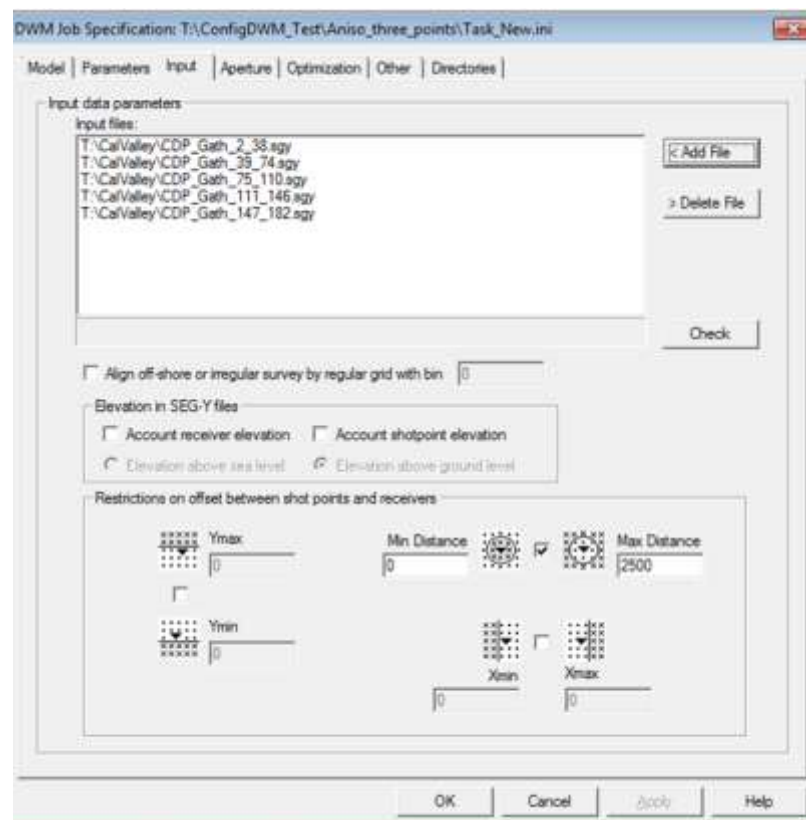 DWM Job Specification: T:\ConfigDWM_Test\Aniso_three_points\Task_New.ini
Model Parameters Input Aperture Optimization Other Directories
Input data parameters
Input files:
T:\CalValley\CDP_Gath_2_38.sgy
T:\CalValley\CDP_Gath_39_74.sgy
T:\CalValley\CDP_Gath_75_110.sgy
T:\CalValley\CDP_Gath_111_146.sgy
T:\CalValley\CDP_Gath_147_182.sgy
< Add File
> Delete File
Check
Align off-shore or irregular survey by regular grid with bin 0
Elevation in SEG-Y files
Account receiver elevation Account shotpoint elevation
Elevation above sea level Elevation above ground level
Restrictions on offset between shot points and receivers
Ymax
0
Min Distance
0
Max Distance
2500
Ymin
0
Xmin
0
Xmax
0
OK Cancel Apply Help